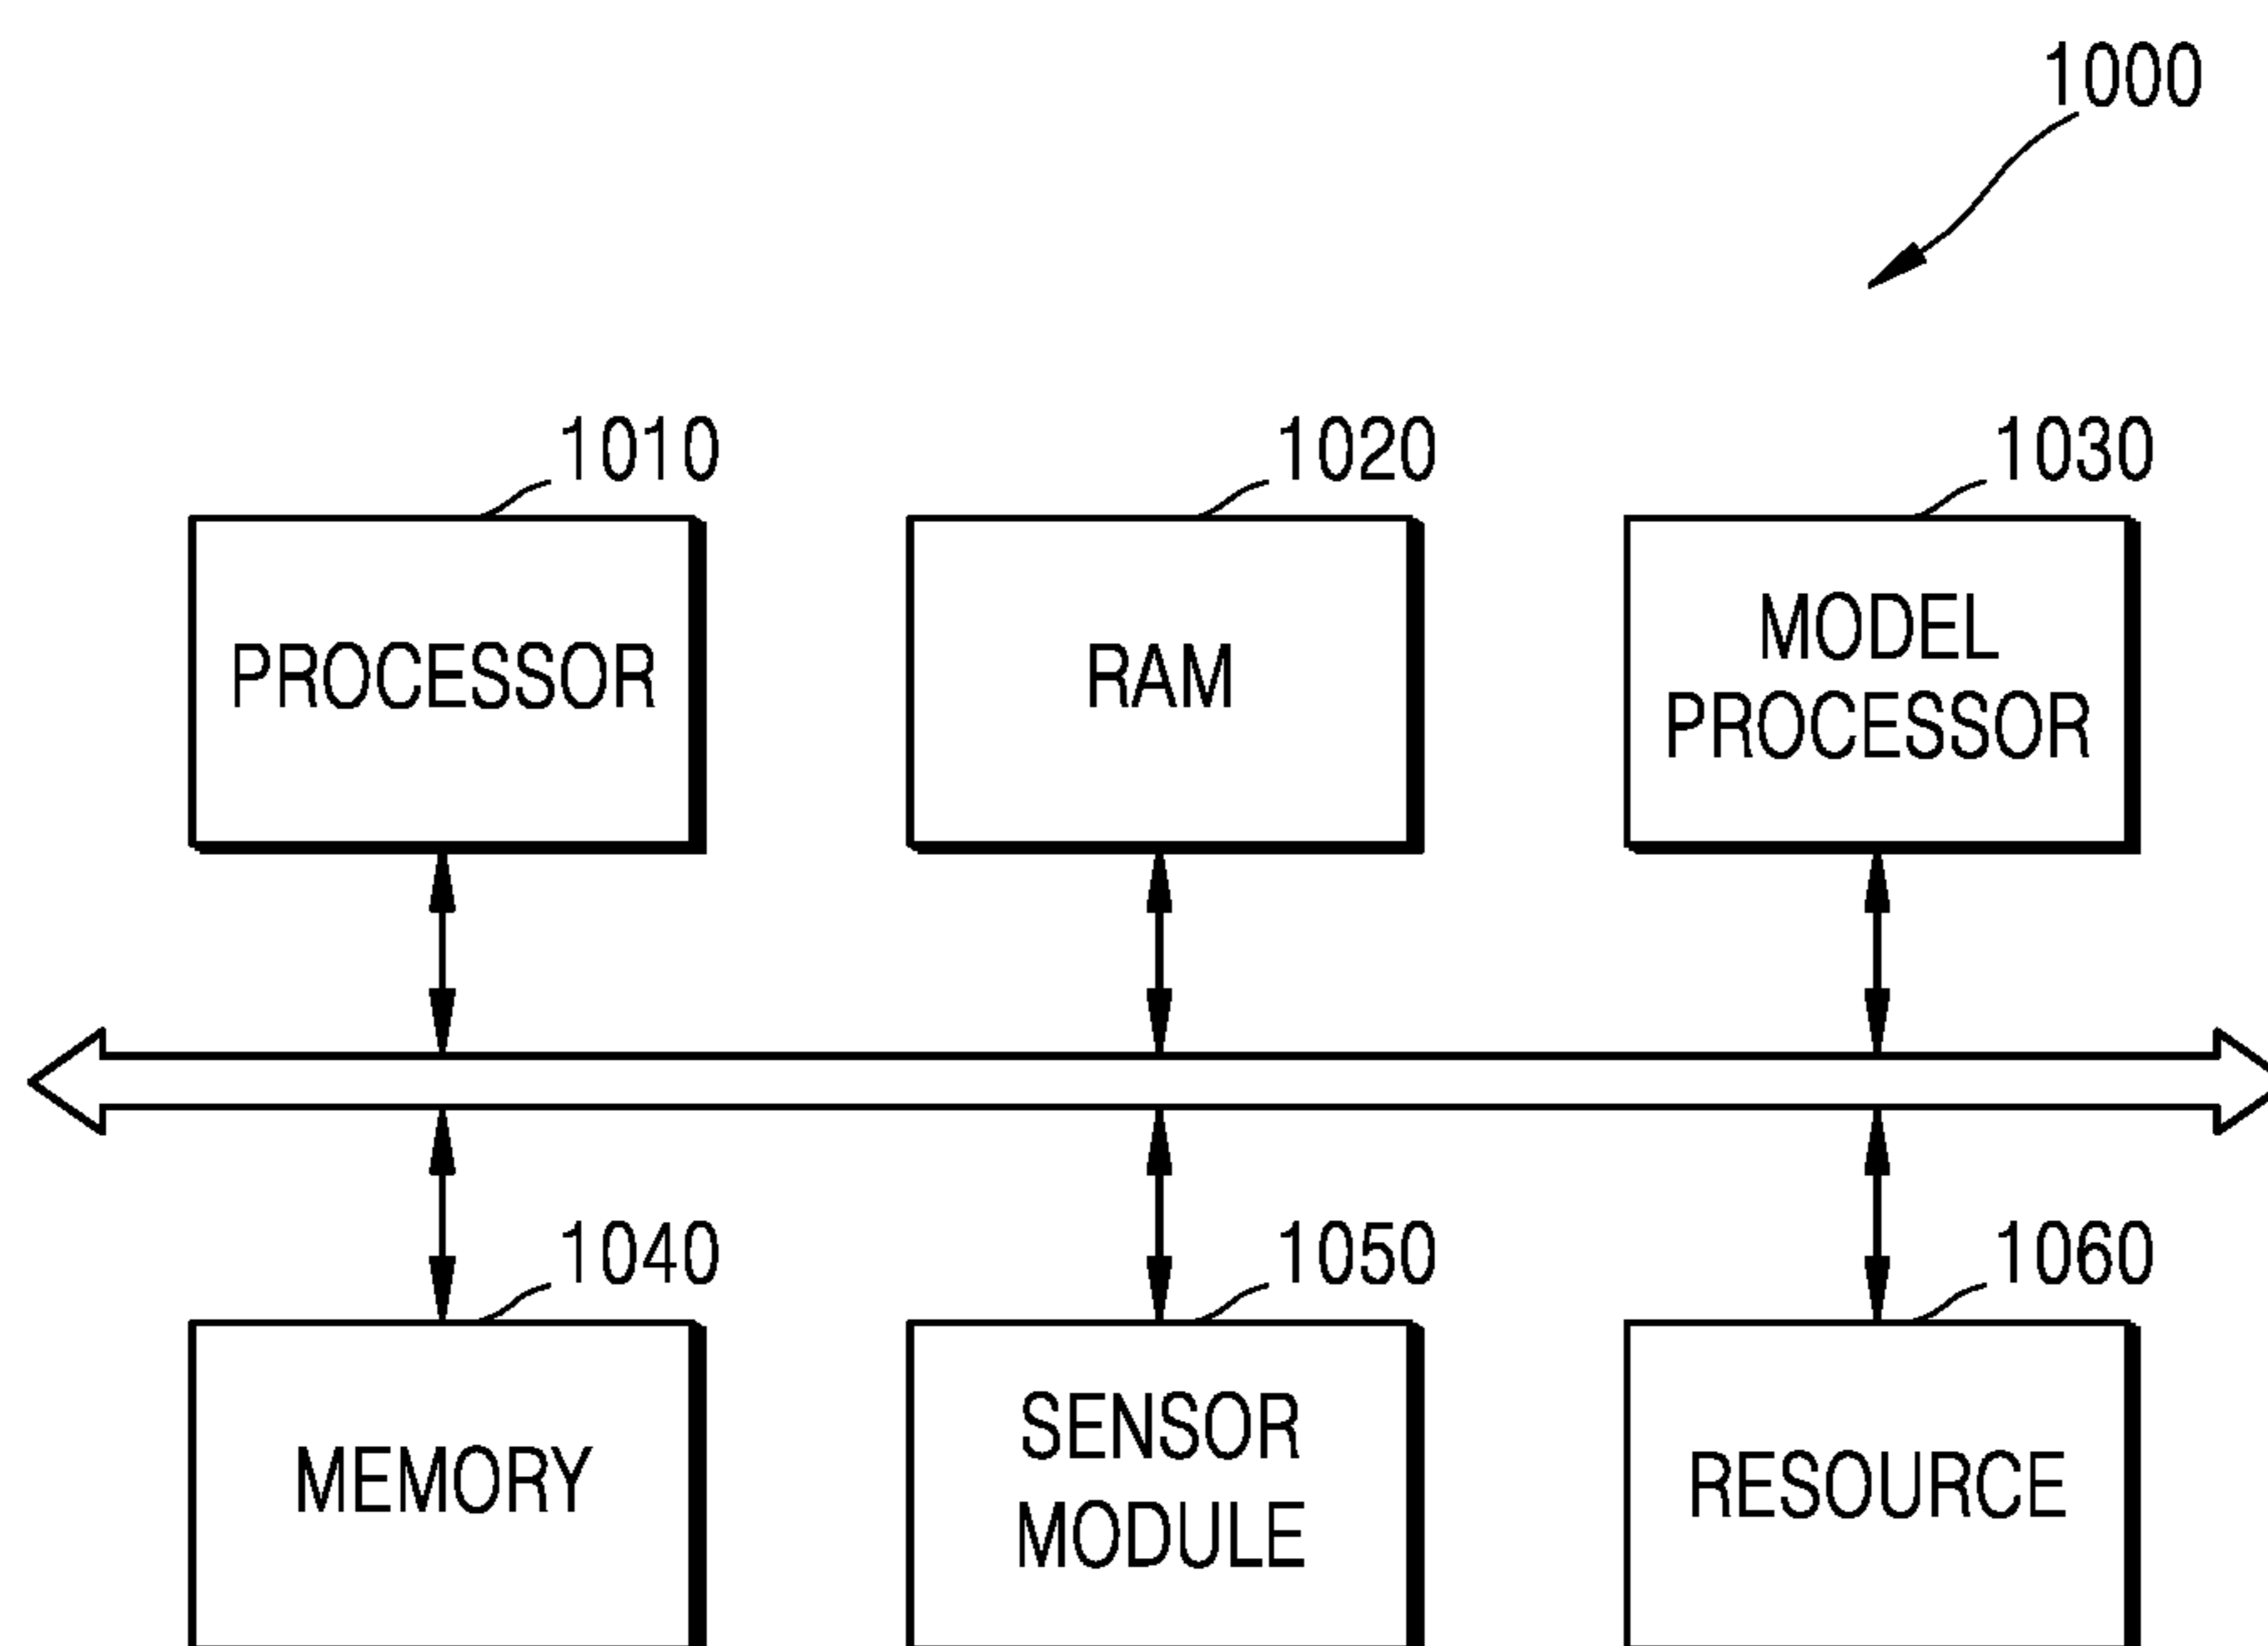 1000
1010
1020
1030
PROCESSOR
RAM
MODEL
PROCESSOR
1040
1050
1060
MEMORY
SENSOR
MODULE
RESOURCE